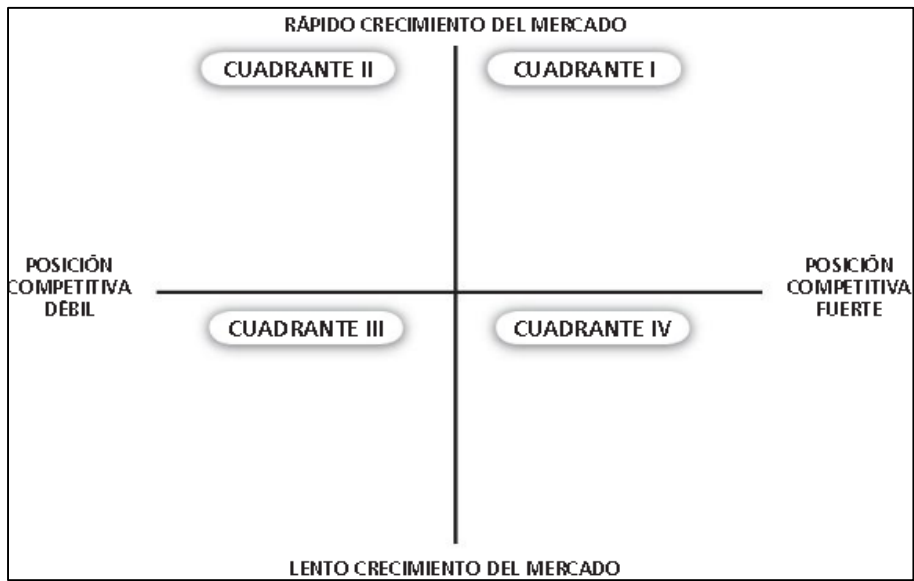 RÁPIDO CRECIMIENTO DEL MERCADO
CUADRANTE II
CUADRANTE I
POSICIÓN
COMPETITIVA
DÉBIL
POSICIÓN
COMPETITIVA
FUERTE
CUADRANTE III
CUADRANTE IV
LENTO CRECIMIENTO DEL MERCADO